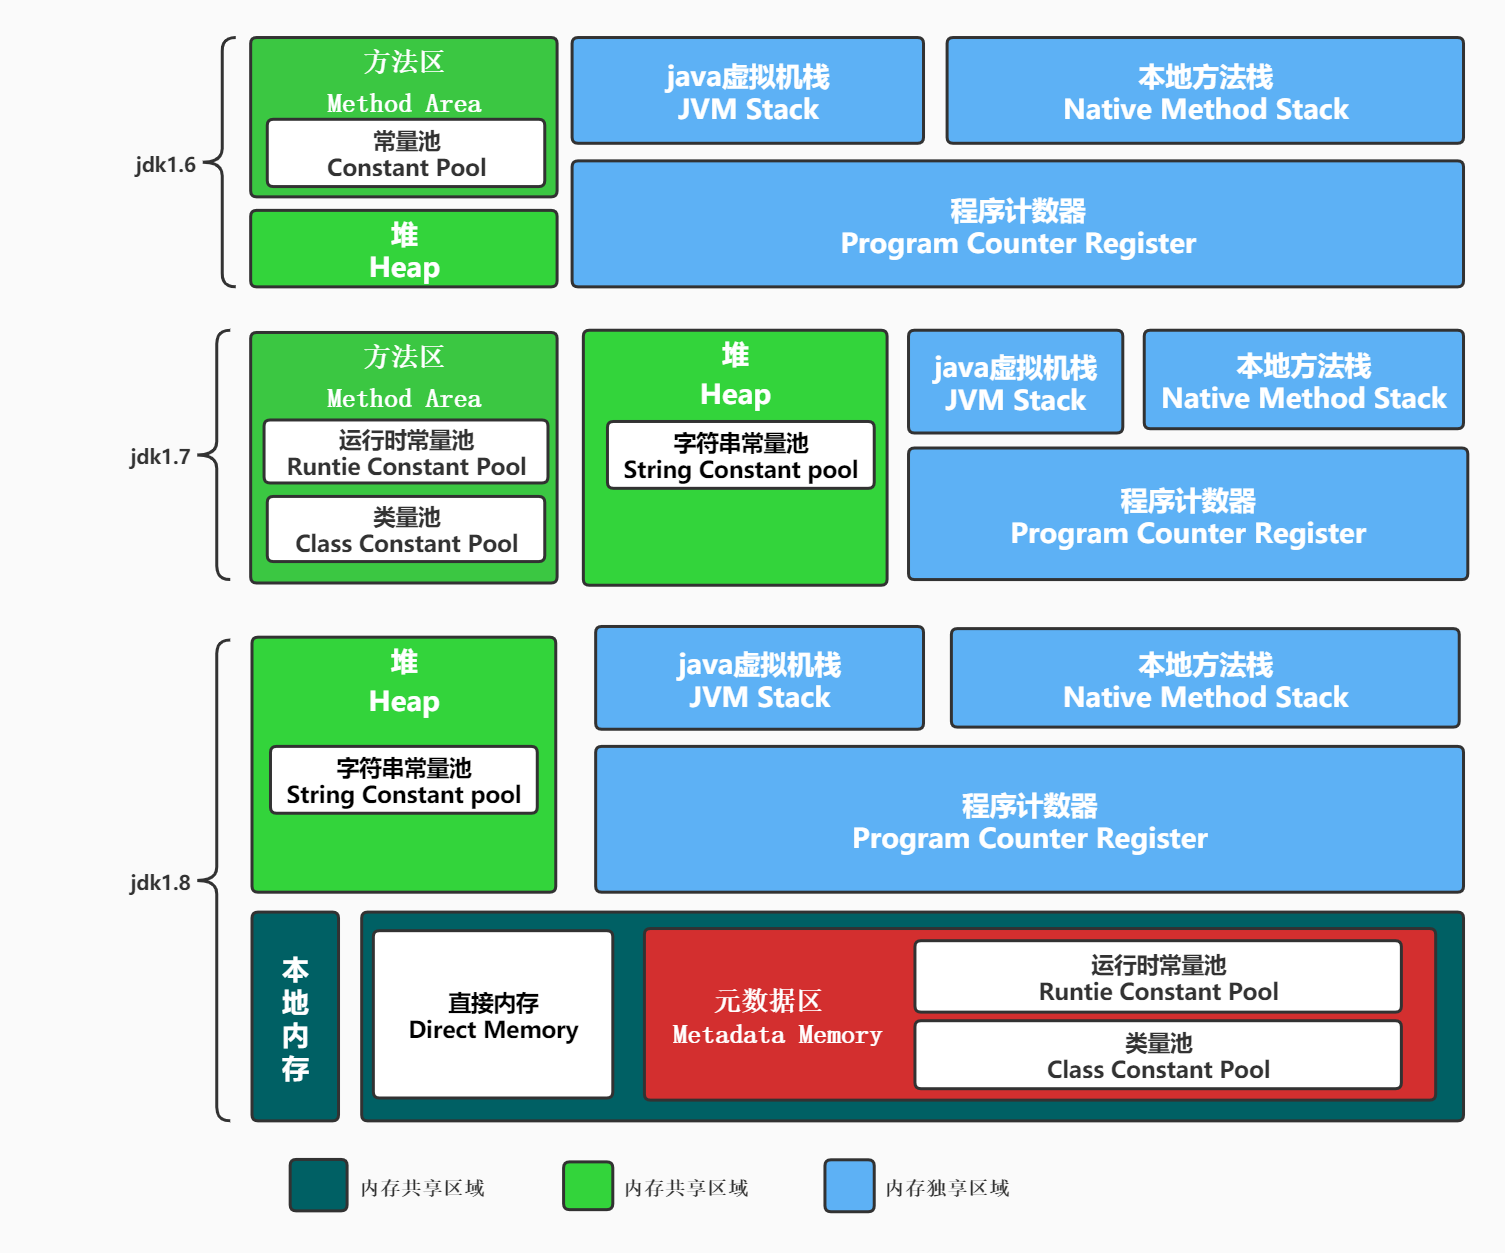 jdk1.6
方法区
Method Area
常量池
Constant Pool
堆
Heap
java虚拟机栈
JVM Stack
本地方法栈
Native Method Stack
程序计数器
Program Counter Register
jdk1.7
方法区
Method Area
运行时常量池
Runtie Constant Pool
类量池
Class Constant Pool
堆
Heap
字符串常量池
String Constant pool
java虚拟机栈
JVM Stack
本地方法栈
Native Method Stack
程序计数器
Program Counter Register
jdk1.8
堆
Heap
字符串常量池
String Constant pool
java虚拟机栈
JVM Stack
本地方法栈
Native Method Stack
程序计数器
Program Counter Register
本
地
内
存
直接内存
Direct Memory
元数据区
Metadata Memory
运行时常量池
Runtie Constant Pool
类量池
Class Constant Pool
内存共享区域
内存共享区域
内存独享区域